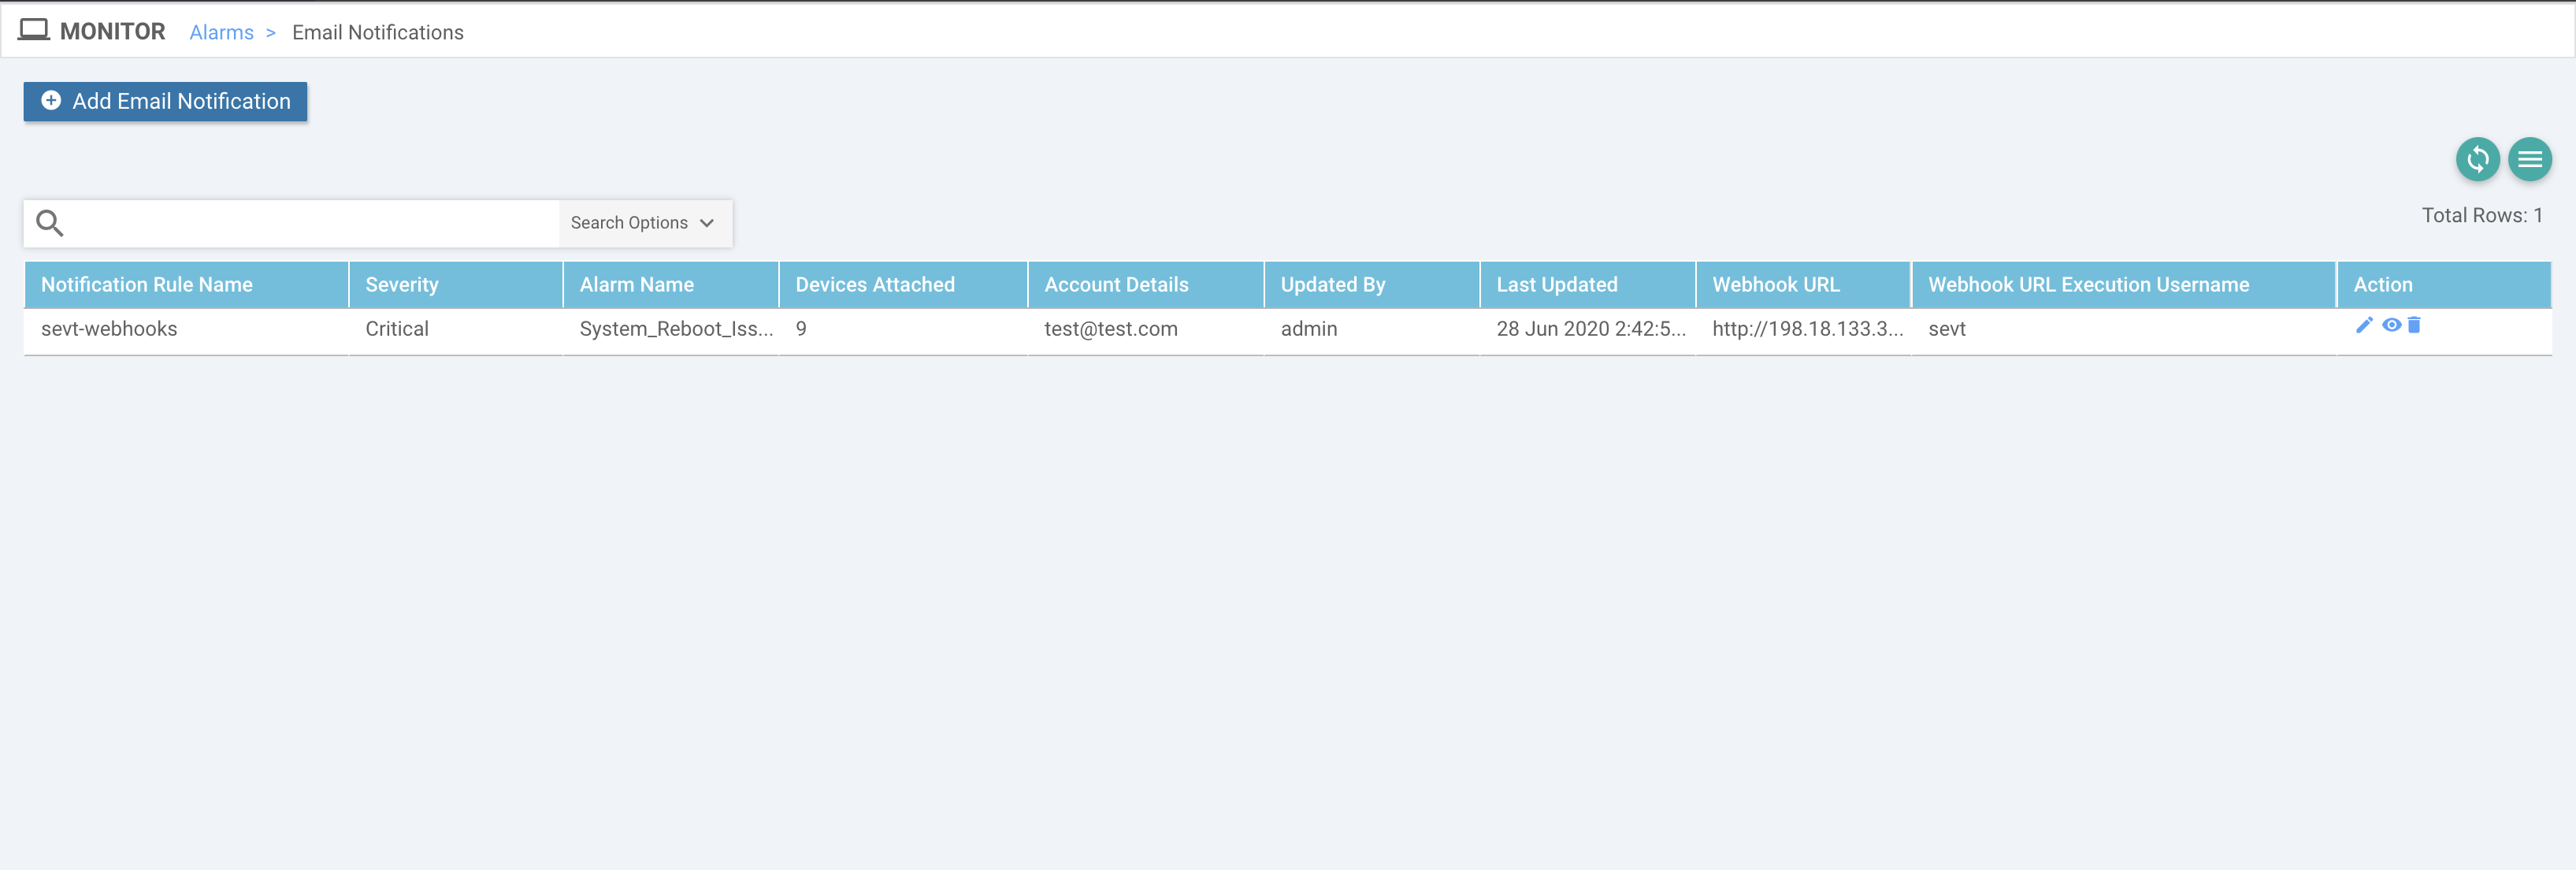 MONITOR Alarms > Email Notifications
Add Email Notification
Search Options
Total Rows: 1
Notification Rule Name Severity Alarm Name Devices Attached Account Details Updated By Last Updated Webhook URL Webhook URL Execution Username Action
sevt-webhooks Critical System_Reboot_Iss... 9 test@test.com admin 28 Jun 2020 2:42:5... http://198.18.133.3... sevt